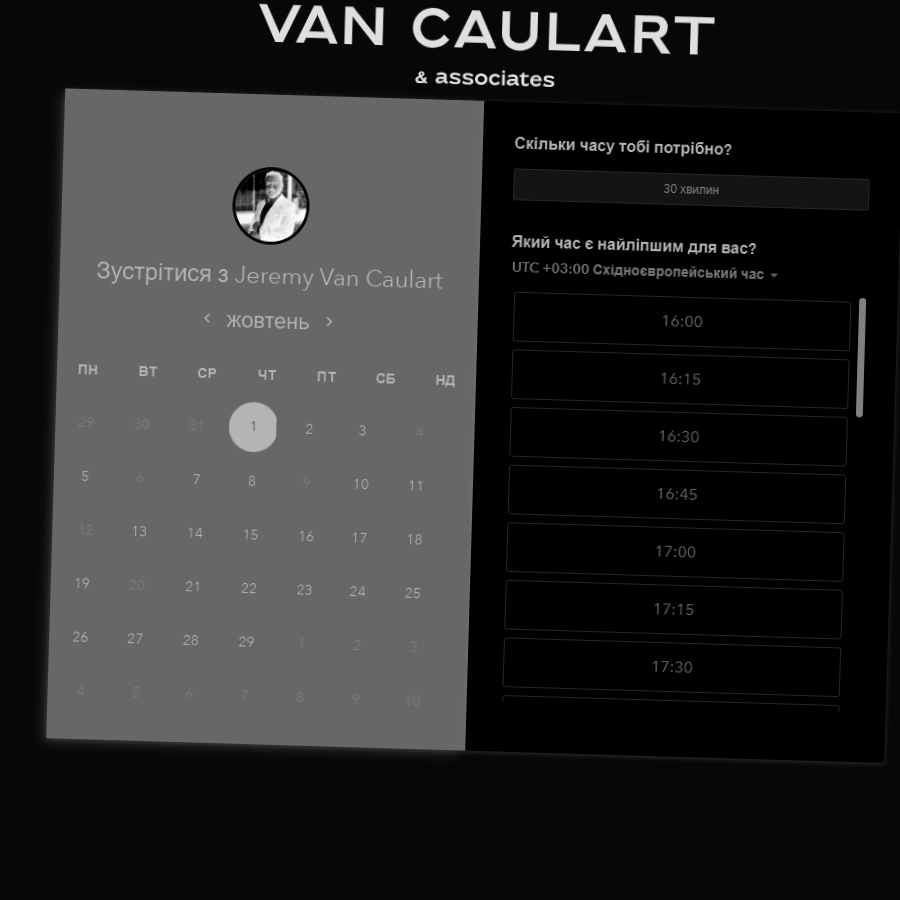 VAN CAULART
& associates
Зустрітися з Jeremy Van Caulart
жовтень
ПН ВТ СР ЧТ ПТ СБ НД
29 30 31 1 2 3 4
5 6 7 8 9 10 11
12 13 14 15 16 17 18
19 20 21 22 23 24 25
26 27 28 29 1 2 3
4 5 6 7 8 9 10
Скільки часу тобі потрібно?
30 хвилин
Який час є найліпшим для вас?
UTC +03:00 Східноєвропейський час
16:00
16:15
16:30
16:45
17:00
17:15
17:30